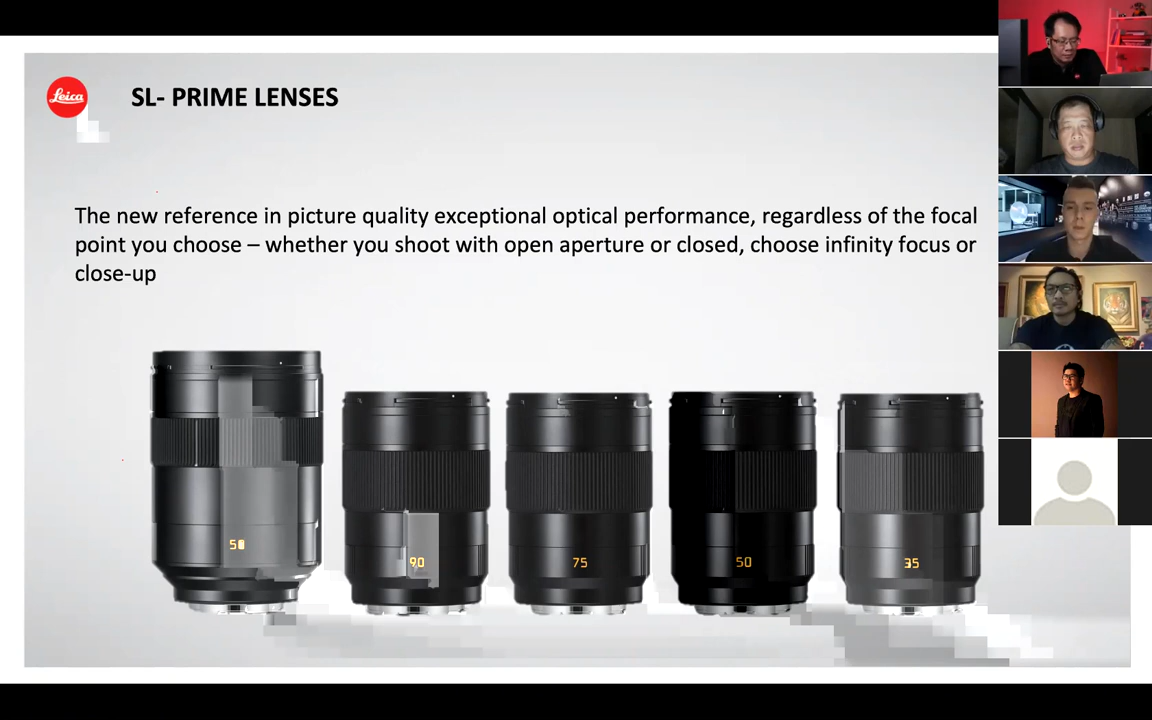 Leica
SL- PRIME LENSES
The new reference in picture quality exceptional optical performance, regardless of the focal
point you choose – whether you shoot with open aperture or closed, choose infinity focus or
close-up
90
75
50
35